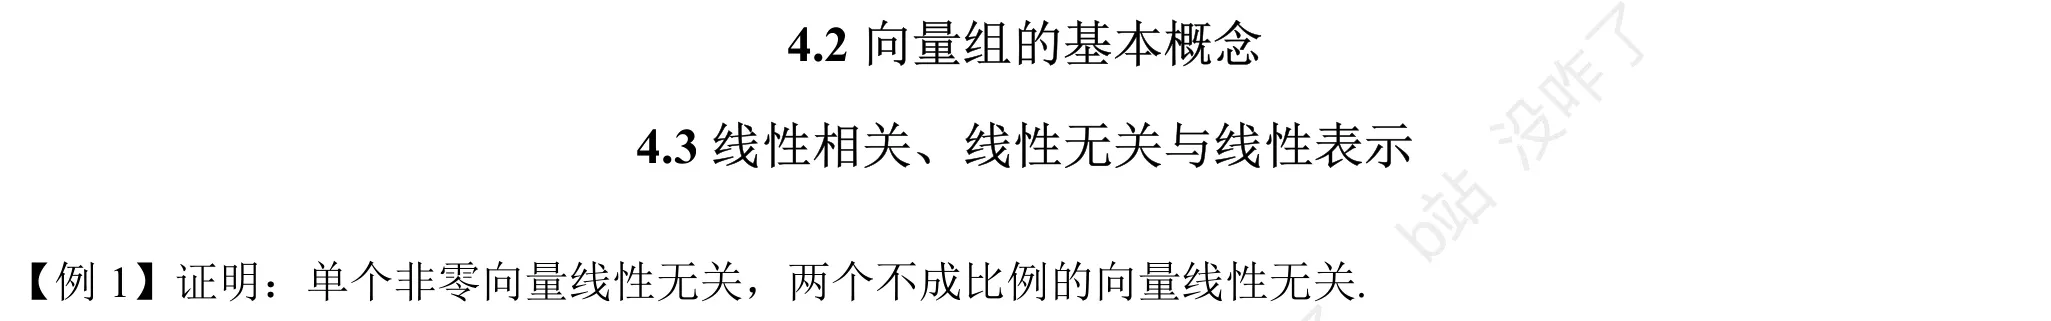 4.2 向量组的基本概念
4.3 线性相关、线性无关与线性表示
b站 没咋了
【例 1】证明：单个非零向量线性无关，两个不成比例的向量线性无关.